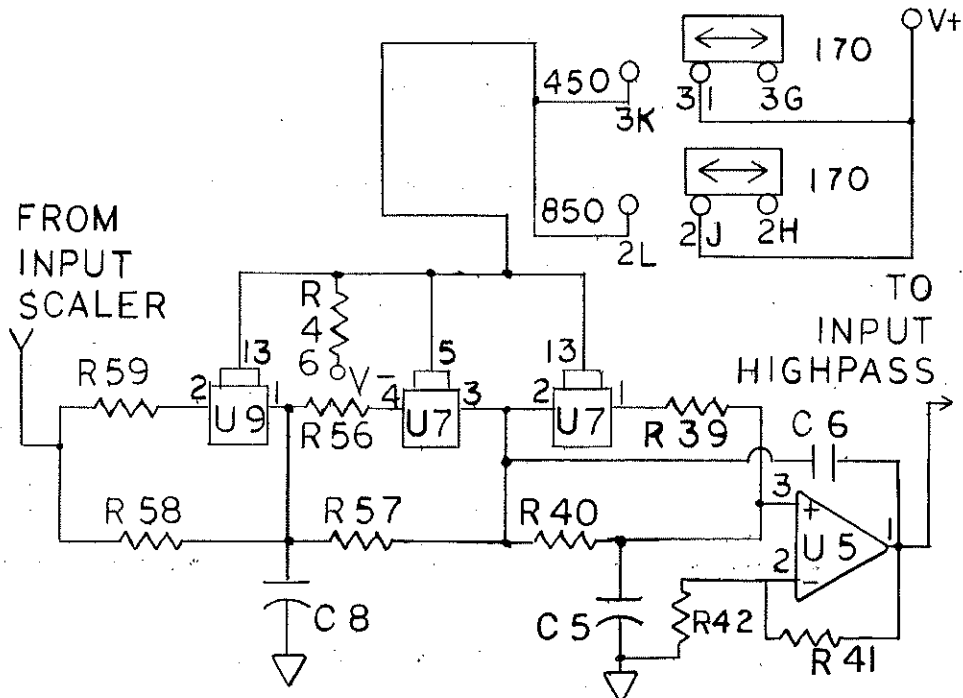 V+
170
3I
3G
450
3K
170
2J
2H
850
2L
FROM
INPUT
SCALER
TO
INPUT
HIGHPASS
R46
V-
13
5
13
R59
2
U9
1
R56
4
U7
3
2
U7
1
R39
C6
R58
R57
R40
3
+
U5
1
2
-
C8
C5
R42
R41